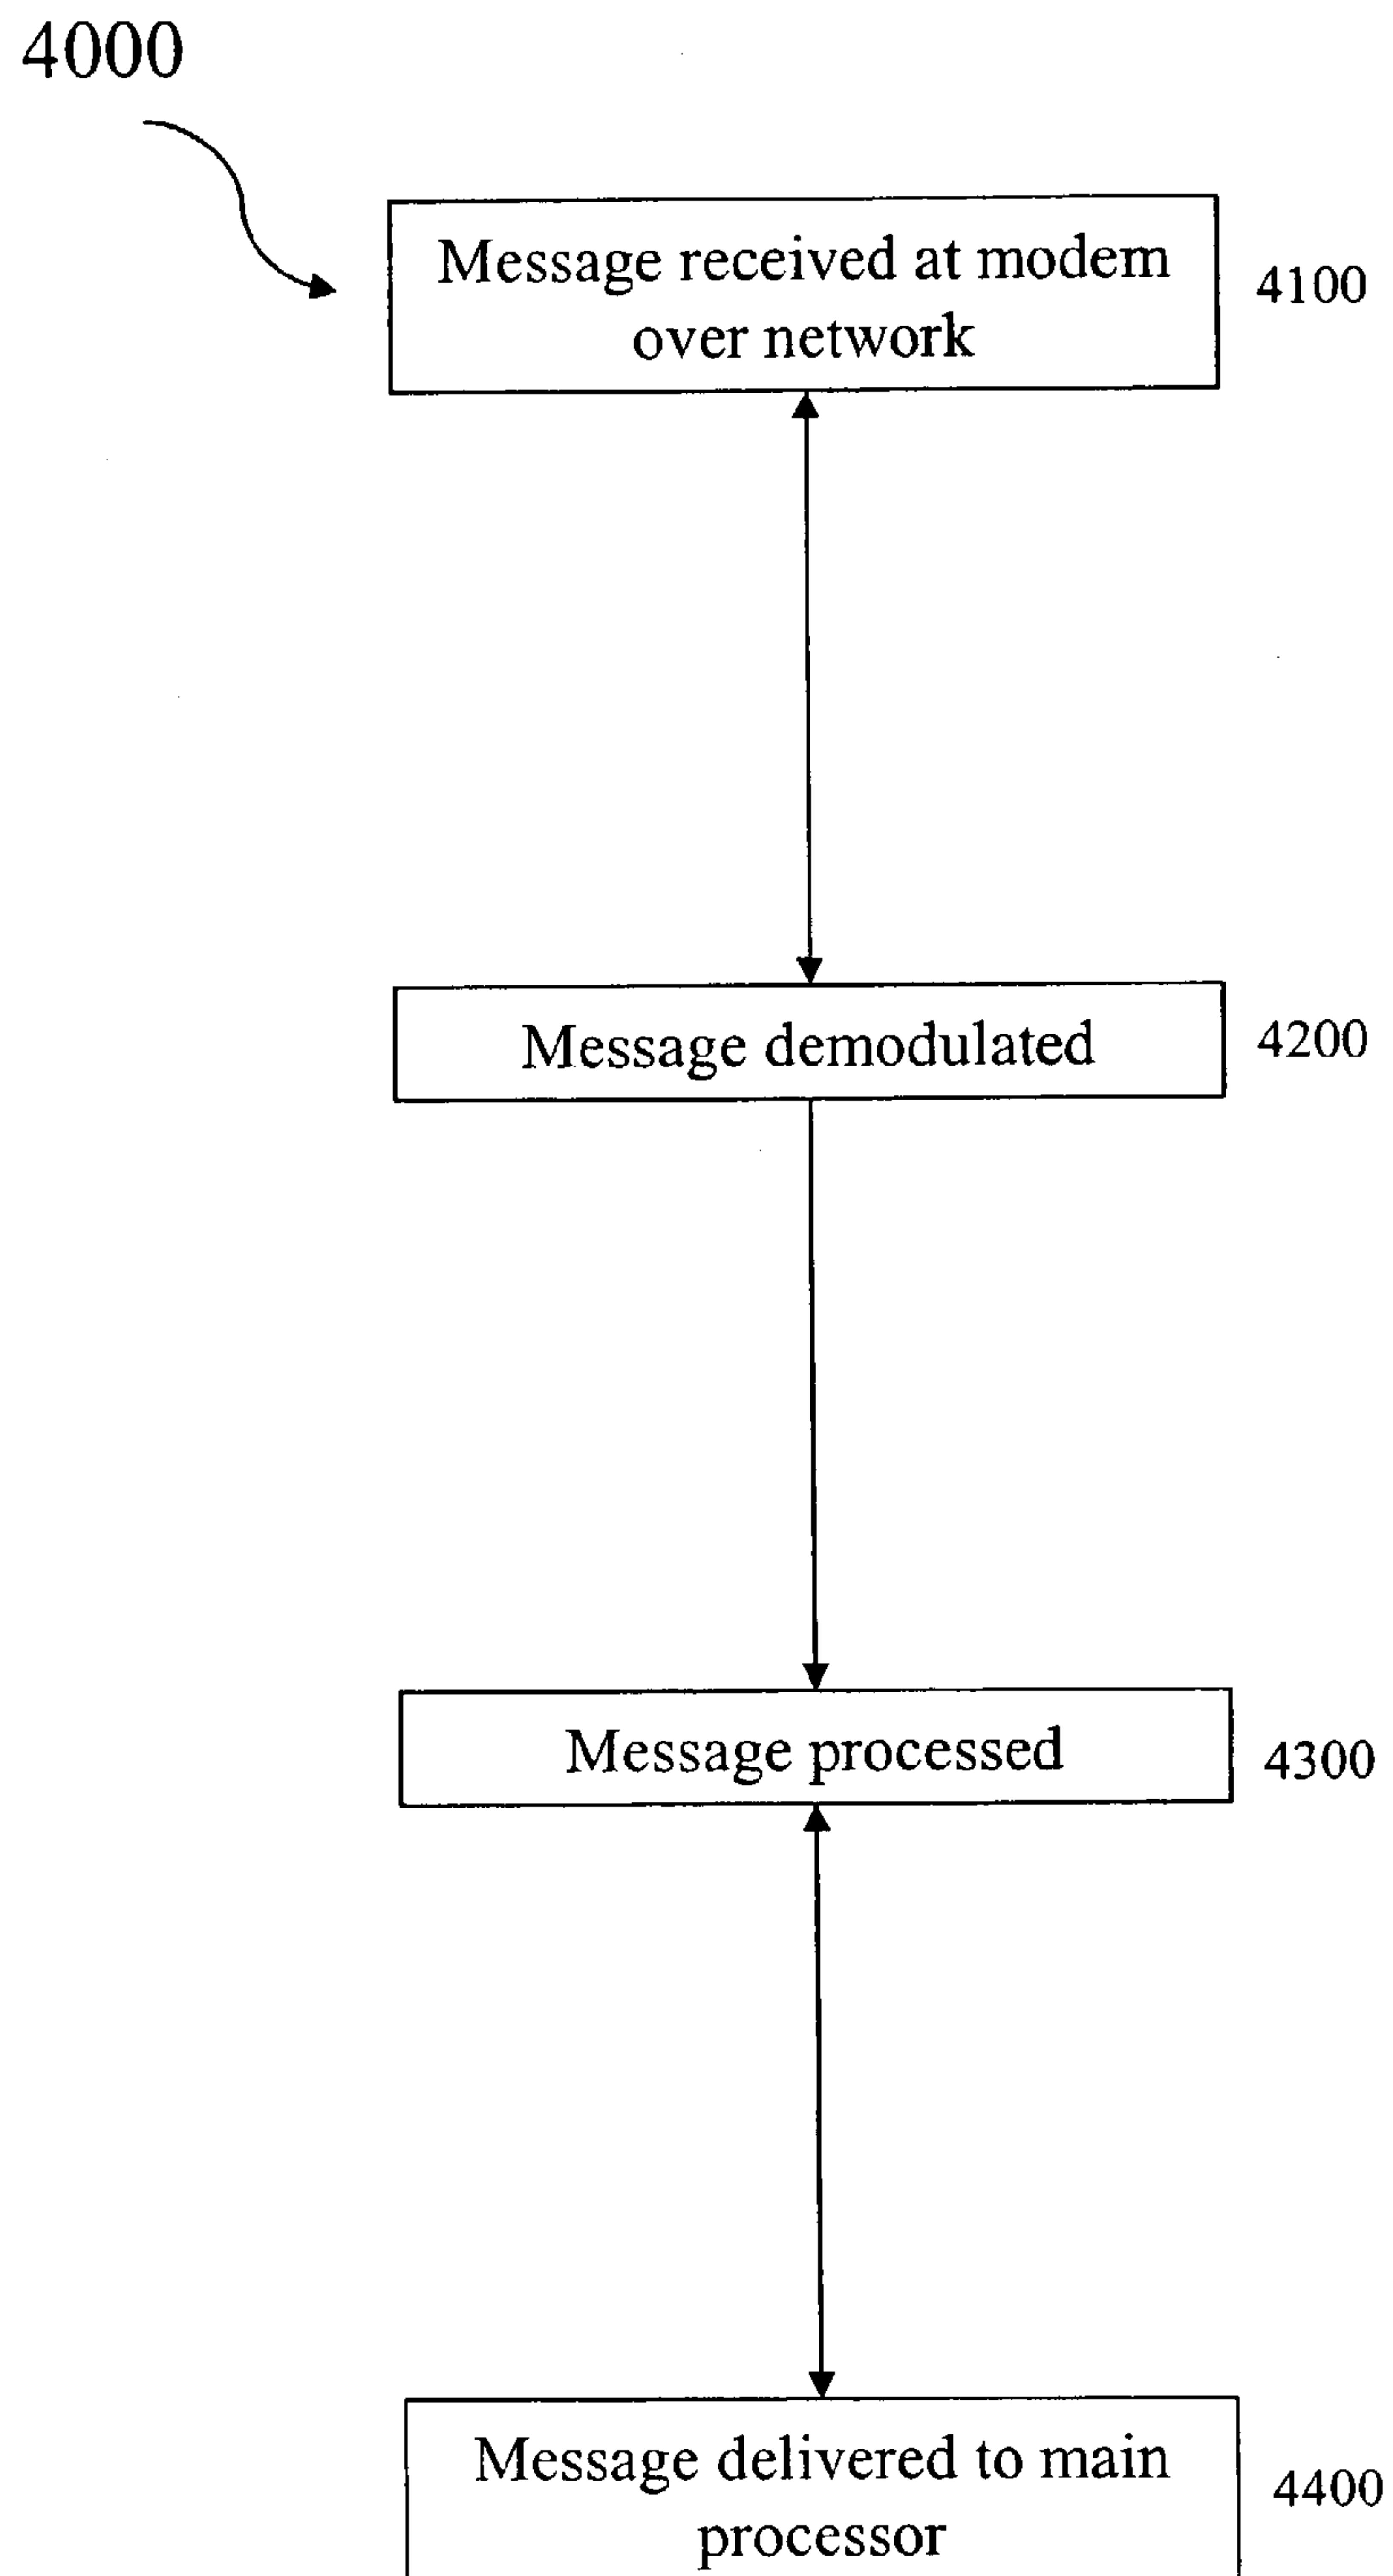 4000
Message received at modem
over network
4100
Message demodulated
4200
Message processed
4300
Message delivered to main
processor
4400